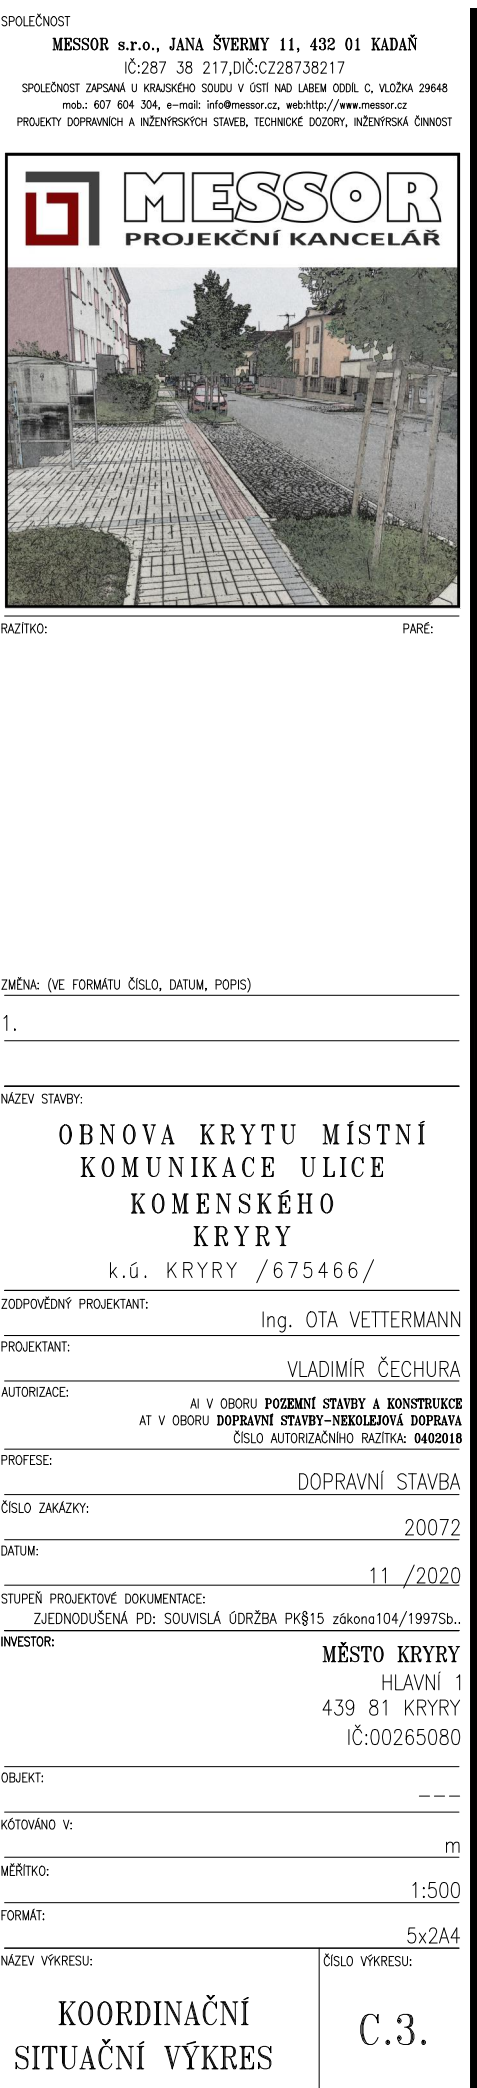 SPOLEČNOST
MESSOR s.r.o., JANA ŠVERMY 11, 432 01 KADAŇ
IČ:287 38 217,DIČ:CZ28738217
SPOLEČNOST ZAPSANÁ U KRAJSKÉHO SOUDU V ÚSTÍ NAD LABEM ODDÍL C, VLOŽKA 29648
mob.: 607 604 304, e-mail: info@messor.cz, web:http://www.messor.cz
PROJEKTY DOPRAVNÍCH A INŽENÝRSKÝCH STAVEB, TECHNICKÉ DOZORY, INŽENÝRSKÁ ČINNOST
MESSOR
PROJEKČNÍ KANCELÁŘ
RAZÍTKO: PARÉ:
ZMĚNA: (VE FORMÁTU ČÍSLO, DATUM, POPIS)
1.
NÁZEV STAVBY:
OBNOVA KRYTU MÍSTNÍ
KOMUNIKACE ULICE
KOMENSKÉHO
KRYRY
k.ú. KRYRY /675466/
ZODPOVĚDNÝ PROJEKTANT:
Ing. OTA VETTERMANN
PROJEKTANT:
VLADIMÍR ČECHURA
AUTORIZACE:
AI V OBORU POZEMNÍ STAVBY A KONSTRUKCE
AT V OBORU DOPRAVNÍ STAVBY-NEKOLEJOVÁ DOPRAVA
ČÍSLO AUTORIZAČNÍHO RAZÍTKA: 0402018
PROFESE:
DOPRAVNÍ STAVBA
ČÍSLO ZAKÁZKY:
20072
DATUM:
11 /2020
STUPEŇ PROJEKTOVÉ DOKUMENTACE:
ZJEDNODUŠENÁ PD: SOUVISLÁ ÚDRŽBA PK§15 zákona104/1997Sb..
INVESTOR:
MĚSTO KRYRY
HLAVNÍ 1
439 81 KRYRY
IČ:00265080
OBJEKT:
---
KÓTOVÁNO V:
m
MĚŘÍTKO:
1:500
FORMÁT:
5x2A4
NÁZEV VÝKRESU: ČÍSLO VÝKRESU:
KOORDINAČNÍ
SITUAČNÍ VÝKRES
C.3.